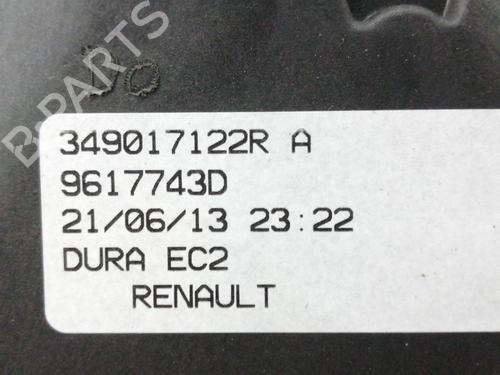 B-PARTS
349017122R A
9617743D
21/06/13 23:22
DURA EC2
RENAULT